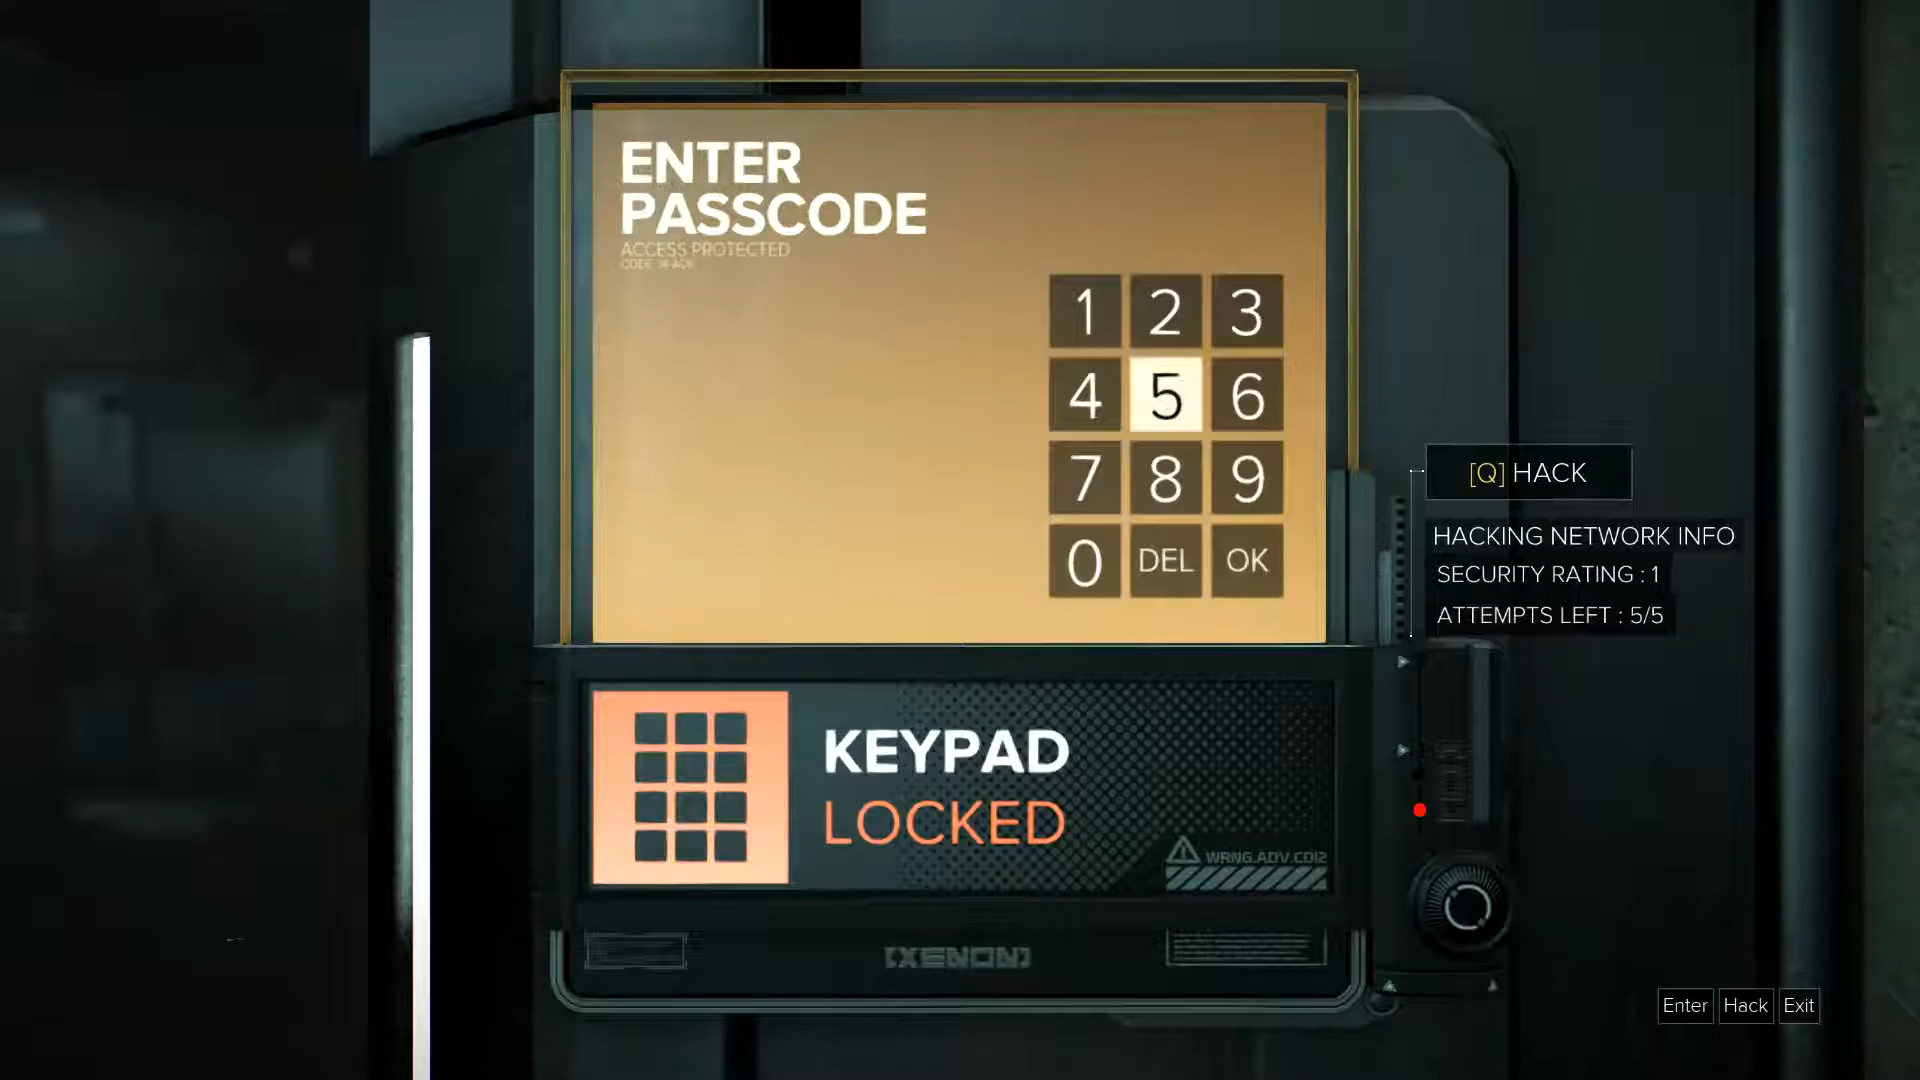 ENTER
PASSCODE
ACCESS PROTECTED
1 2 3
4 5 6
7 8 9
0 DEL OK
[Q] HACK
HACKING NETWORK INFO
SECURITY RATING : 1
ATTEMPTS LEFT : 5/5
KEYPAD
LOCKED
WRNG.ADV.CD12
[XENON]
Enter Hack Exit